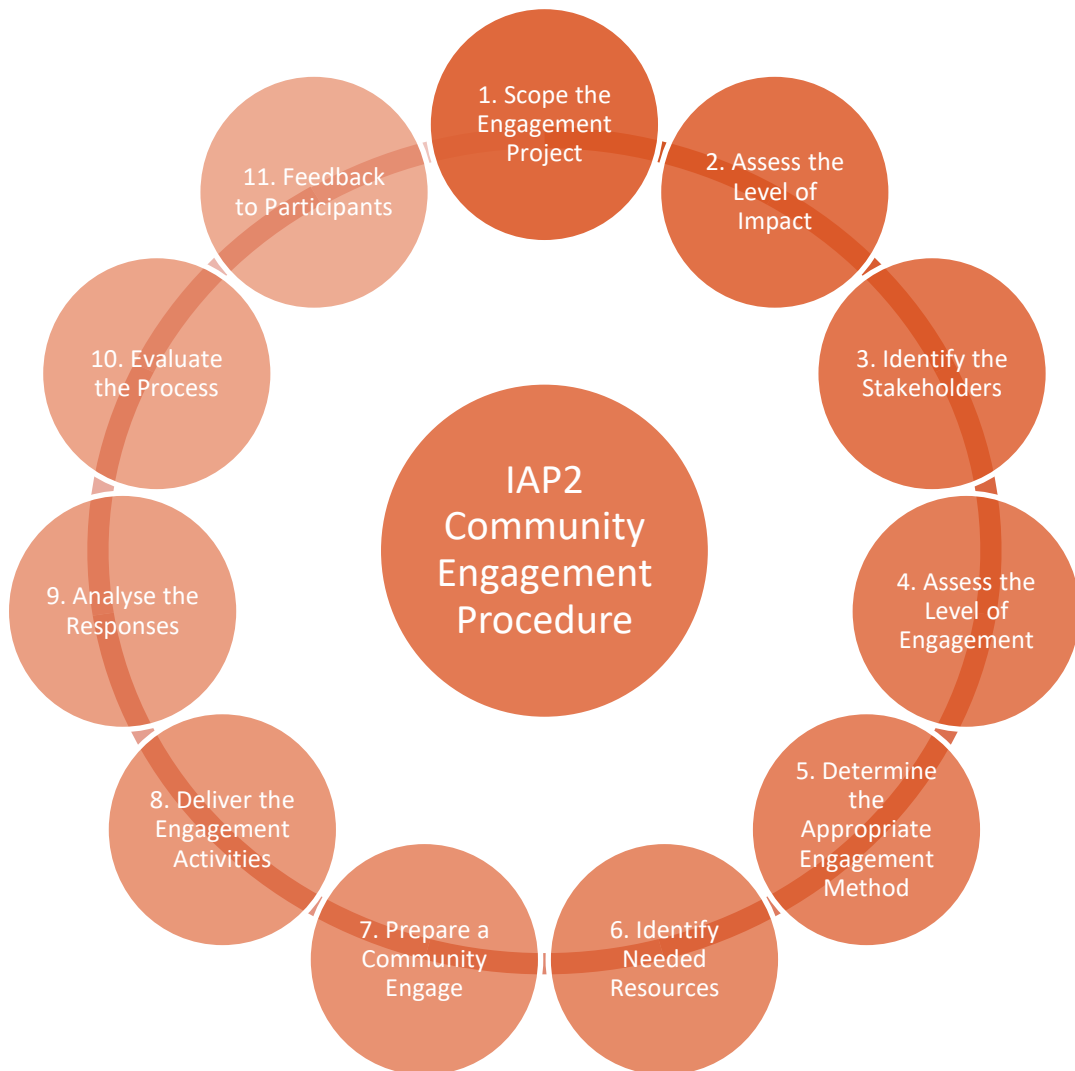 1. Scope the
Engagement
Project
2. Assess the
Level of
Impact
3. Identify the
Stakeholders
4. Assess the
Level of
Engagement
5. Determine
the
Appropriate
Engagement
Method
6. Identify
Needed
Resources
7. Prepare a
Community
Engage
8. Deliver the
Engagement
Activities
9. Analyse the
Responses
10. Evaluate
the Process
11. Feedback
to Participants
IAP2
Community
Engagement
Procedure